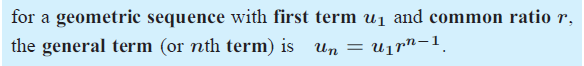 for a geometric sequence with first term u₁ and common ratio r,
the general term (or nth term) is uₙ = u₁rⁿ⁻¹.